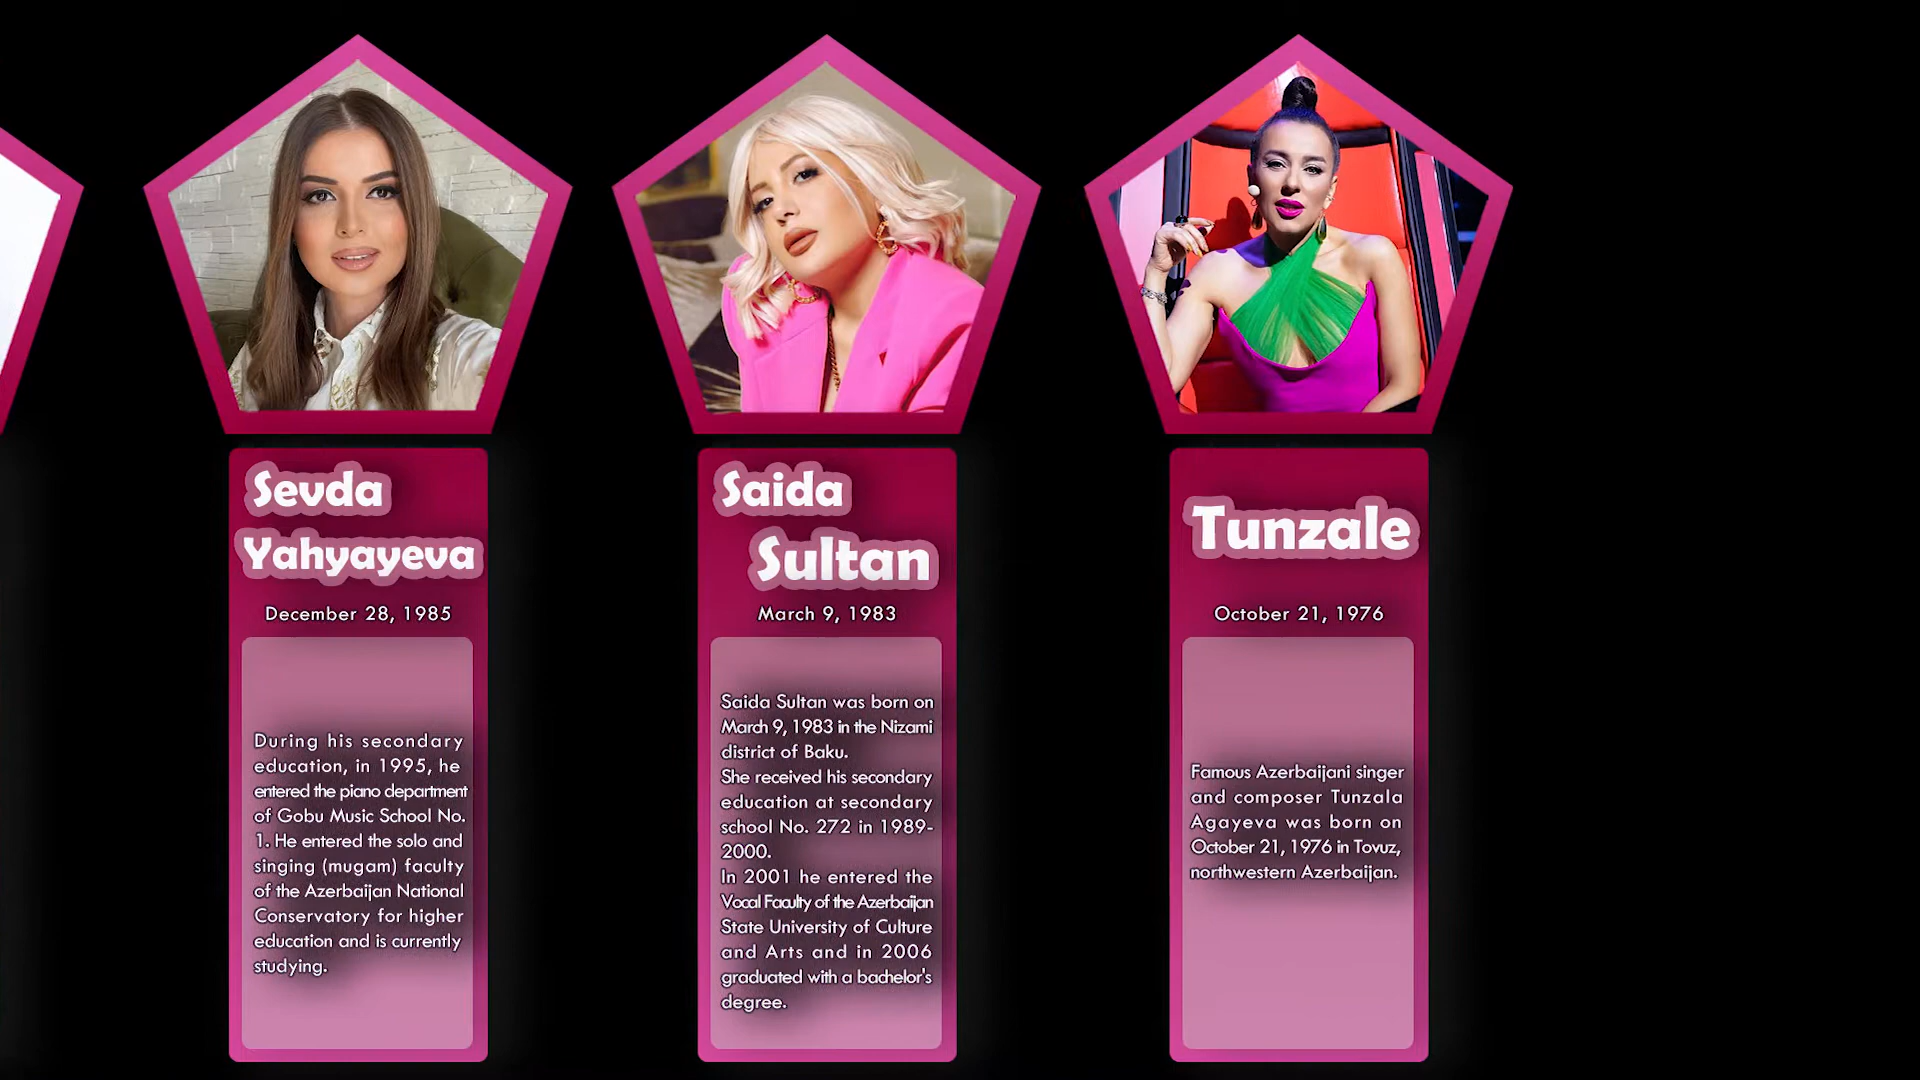 Sevda
Yahyayeva
December 28, 1985
During his secondary
education, in 1995, he
entered the piano department
of Gobu Music School No.
1. He entered the solo and
singing (mugam) faculty
of the Azerbaijan National
Conservatory for higher
education and is currently
studying.
Saida
Sultan
March 9, 1983
Saida Sultan was born on
March 9, 1983 in the Nizami
district of Baku.
She received his secondary
education at secondary
school No. 272 in 1989-
2000.
In 2001 he entered the
Vocal Faculty of the Azerbaijan
State University of Culture
and Arts and in 2006
graduated with a bachelor's
degree.
Tunzale
October 21, 1976
Famous Azerbaijani singer
and composer Tunzala
Agayeva was born on
October 21, 1976 in Tovuz,
northwestern Azerbaijan.